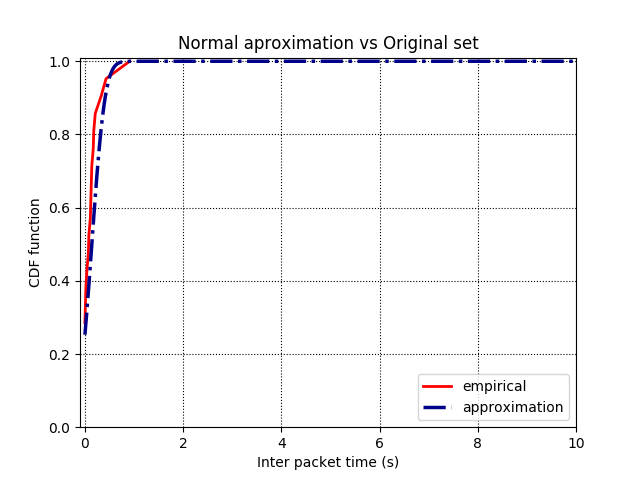 Normal aproximation vs Original set
1.0
0.8
0.6
0.4
0.2
0.0
CDF function
empirical
approximation
0 2 4 6 8 10
Inter packet time (s)